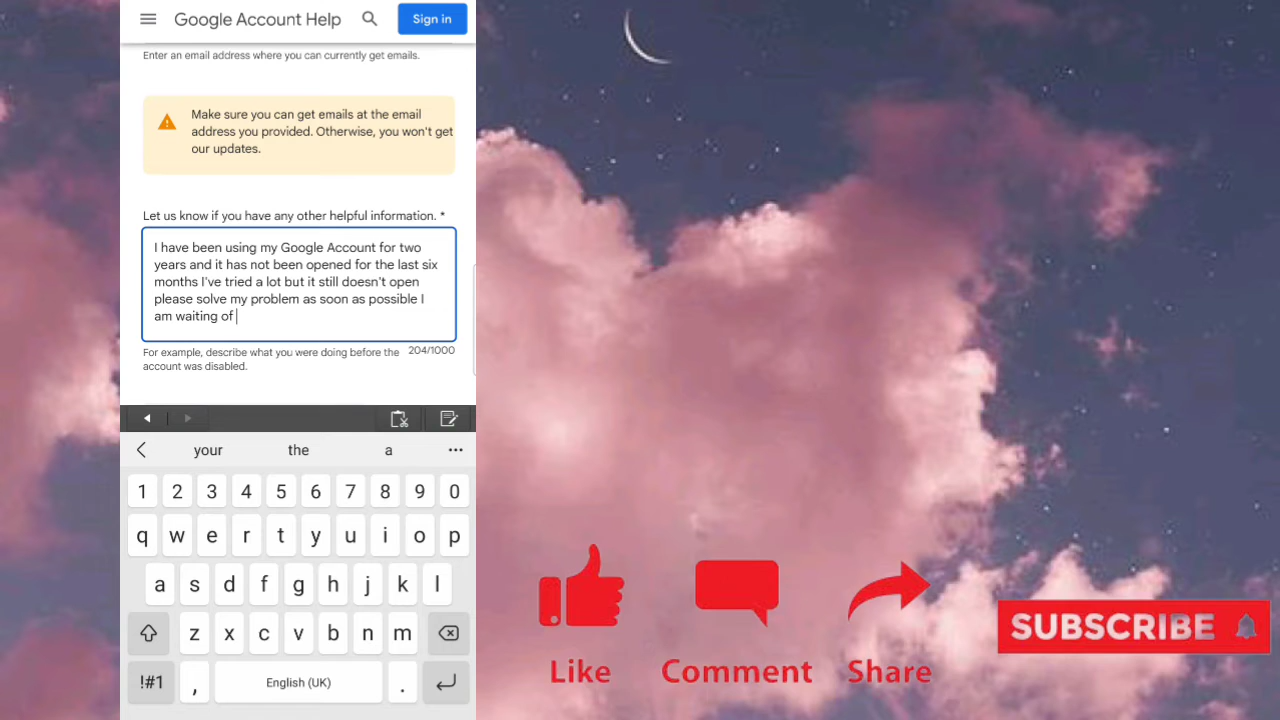 Google Account Help
Sign in
Enter an email address where you can currently get emails.
Make sure you can get emails at the email
address you provided. Otherwise, you won't get
our updates.
Let us know if you have any other helpful information. *
I have been using my Google Account for two
years and it has not been opened for the last six
months I've tried a lot but it still doesn't open
please solve my problem as soon as possible I
am waiting of
For example, describe what you were doing before the
account was disabled.
204/1000
your the a
1 2 3 4 5 6 7 8 9 0
q w e r t y u i o p
a s d f g h j k l
z x c v b n m
!#1 , English (UK) .
Like Comment Share
SUBSCRIBE